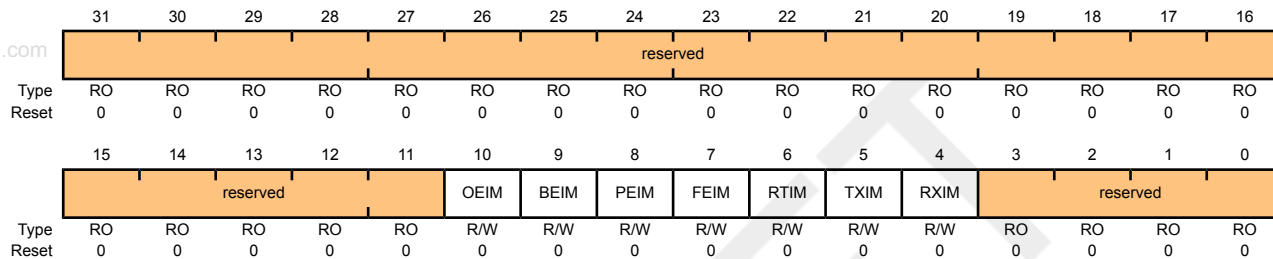 31 30 29 28 27 26 25 24 23 22 21 20 19 18 17 16
.com
reserved
Type RO RO RO RO RO RO RO RO RO RO RO RO RO RO RO RO
Reset 0 0 0 0 0 0 0 0 0 0 0 0 0 0 0 0
15 14 13 12 11 10 9 8 7 6 5 4 3 2 1 0
reserved OEIM BEIM PEIM FEIM RTIM TXIM RXIM reserved
Type RO RO RO RO RO R/W R/W R/W R/W R/W R/W R/W RO RO RO RO
Reset 0 0 0 0 0 0 0 0 0 0 0 0 0 0 0 0